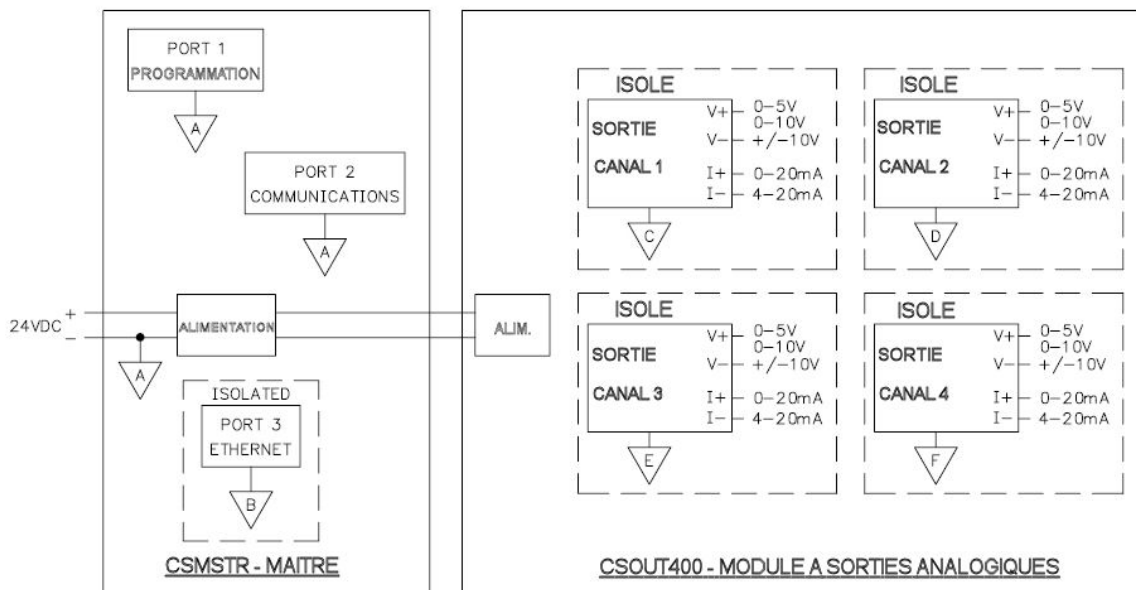 PORT 1
PROGRAMMATION
A
PORT 2
COMMUNICATIONS
A
24VDC
+
−
ALIMENTATION
A
ISOLATED
PORT 3
ETHERNET
B
CSMSTR - MAITRE
ALIM.
ISOLE
SORTIE
CANAL 1
V+ 0-5V
0-10V
V− +/-10V
I+ 0-20mA
I− 4-20mA
C
ISOLE
SORTIE
CANAL 2
V+ 0-5V
0-10V
V− +/-10V
I+ 0-20mA
I− 4-20mA
D
ISOLE
SORTIE
CANAL 3
V+ 0-5V
0-10V
V− +/-10V
I+ 0-20mA
I− 4-20mA
E
ISOLE
SORTIE
CANAL 4
V+ 0-5V
0-10V
V− +/-10V
I+ 0-20mA
I− 4-20mA
F
CSOUT400 - MODULE A SORTIES ANALOGIQUES